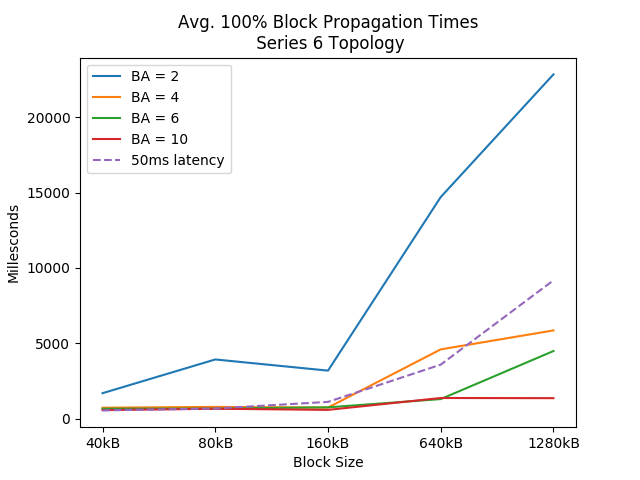 Avg. 100% Block Propagation Times
Series 6 Topology
BA = 2
BA = 4
BA = 6
BA = 10
50ms latency
Millesconds
20000
15000
10000
5000
0
40kB 80kB 160kB 640kB 1280kB
Block Size